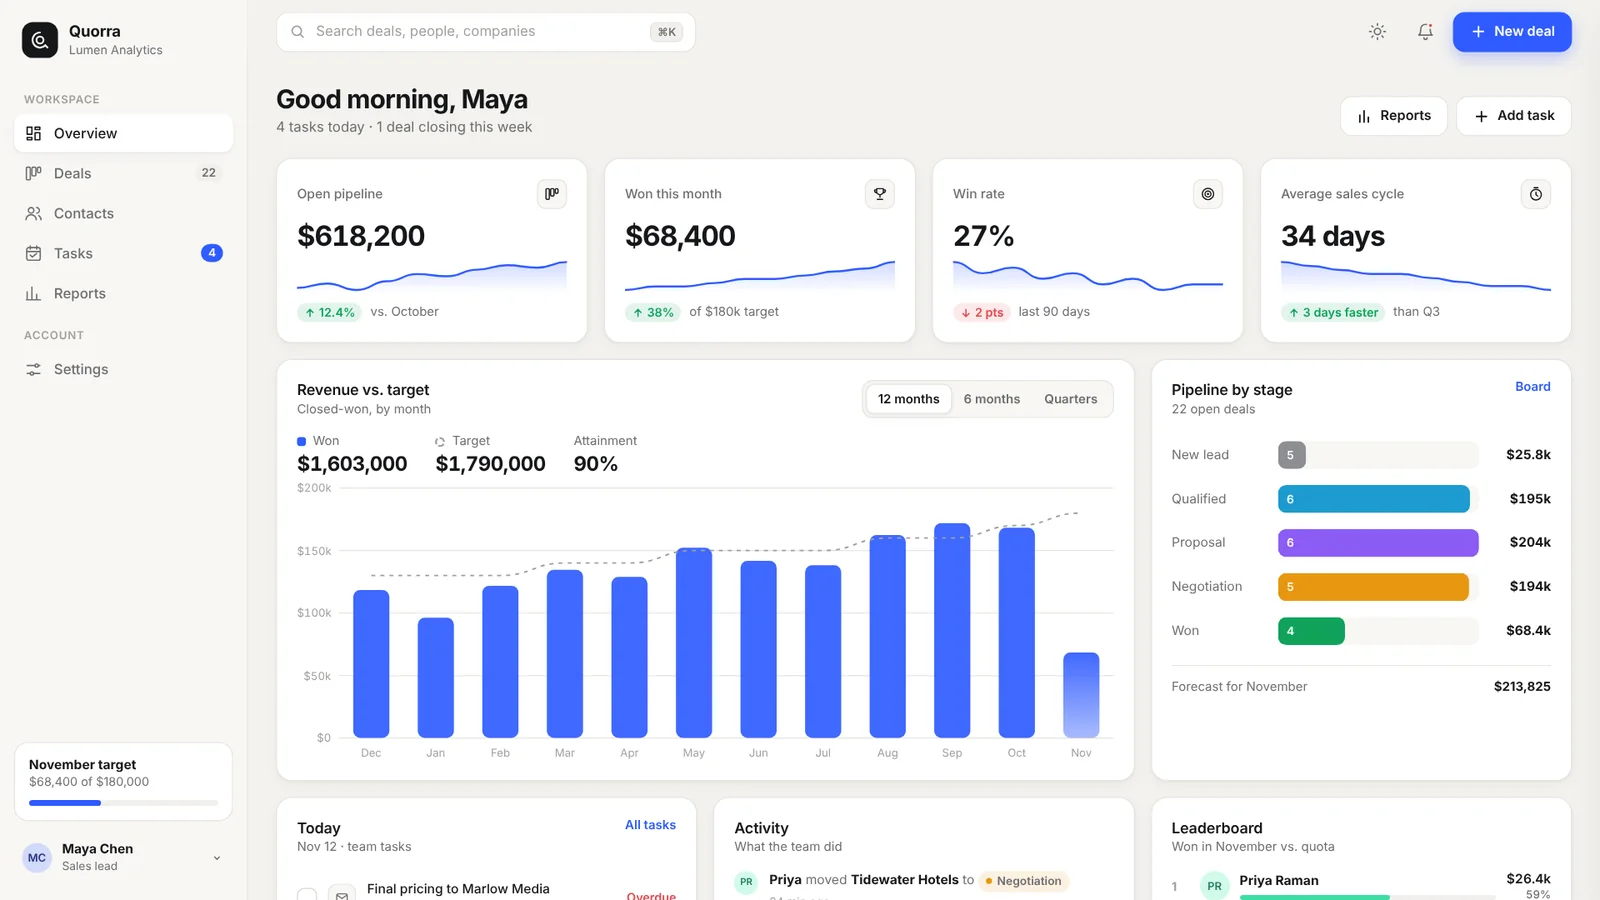 Quorra
Lumen Analytics
WORKSPACE
Overview
Deals 22
Contacts
Tasks 4
Reports
ACCOUNT
Settings
November target
$68,400 of $180,000
MC
Maya Chen
Sales lead
Search deals, people, companies ⌘K
New deal
Good morning, Maya
4 tasks today · 1 deal closing this week
Reports
Add task
Open pipeline
$618,200
↑ 12.4% vs. October
Won this month
$68,400
↑ 38% of $180k target
Win rate
27%
↓ 2 pts last 90 days
Average sales cycle
34 days
↑ 3 days faster than Q3
Revenue vs. target
Closed-won, by month
12 months 6 months Quarters
Won Target Attainment
$1,603,000 $1,790,000 90%
$200k
$150k
$100k
$50k
$0
Dec Jan Feb Mar Apr May Jun Jul Aug Sep Oct Nov
Pipeline by stage
Board
22 open deals
New lead 5 $25.8k
Qualified 6 $195k
Proposal 6 $204k
Negotiation 5 $194k
Won 4 $68.4k
Forecast for November $213,825
Today
All tasks
Nov 12 · team tasks
Final pricing to Marlow Media
Overdue
Activity
What the team did
PR
Priya moved Tidewater Hotels to Negotiation
Leaderboard
Won in November vs. quota
1 PR Priya Raman $26.4k
59%